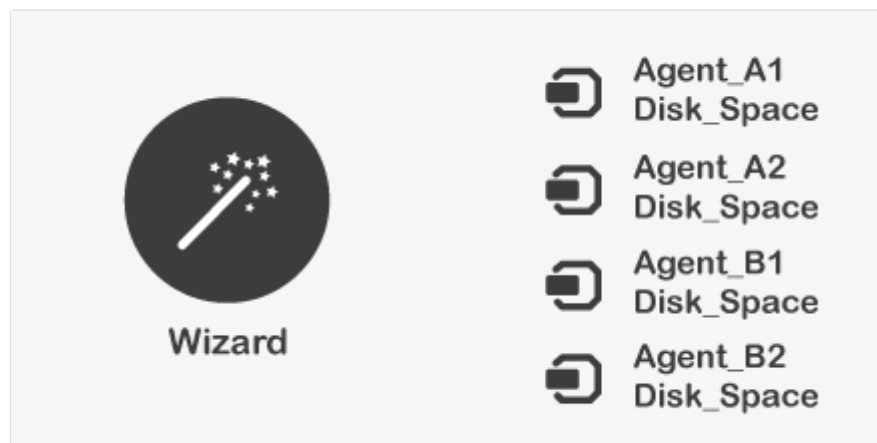 Wizard
Agent_A1
Disk_Space
Agent_A2
Disk_Space
Agent_B1
Disk_Space
Agent_B2
Disk_Space